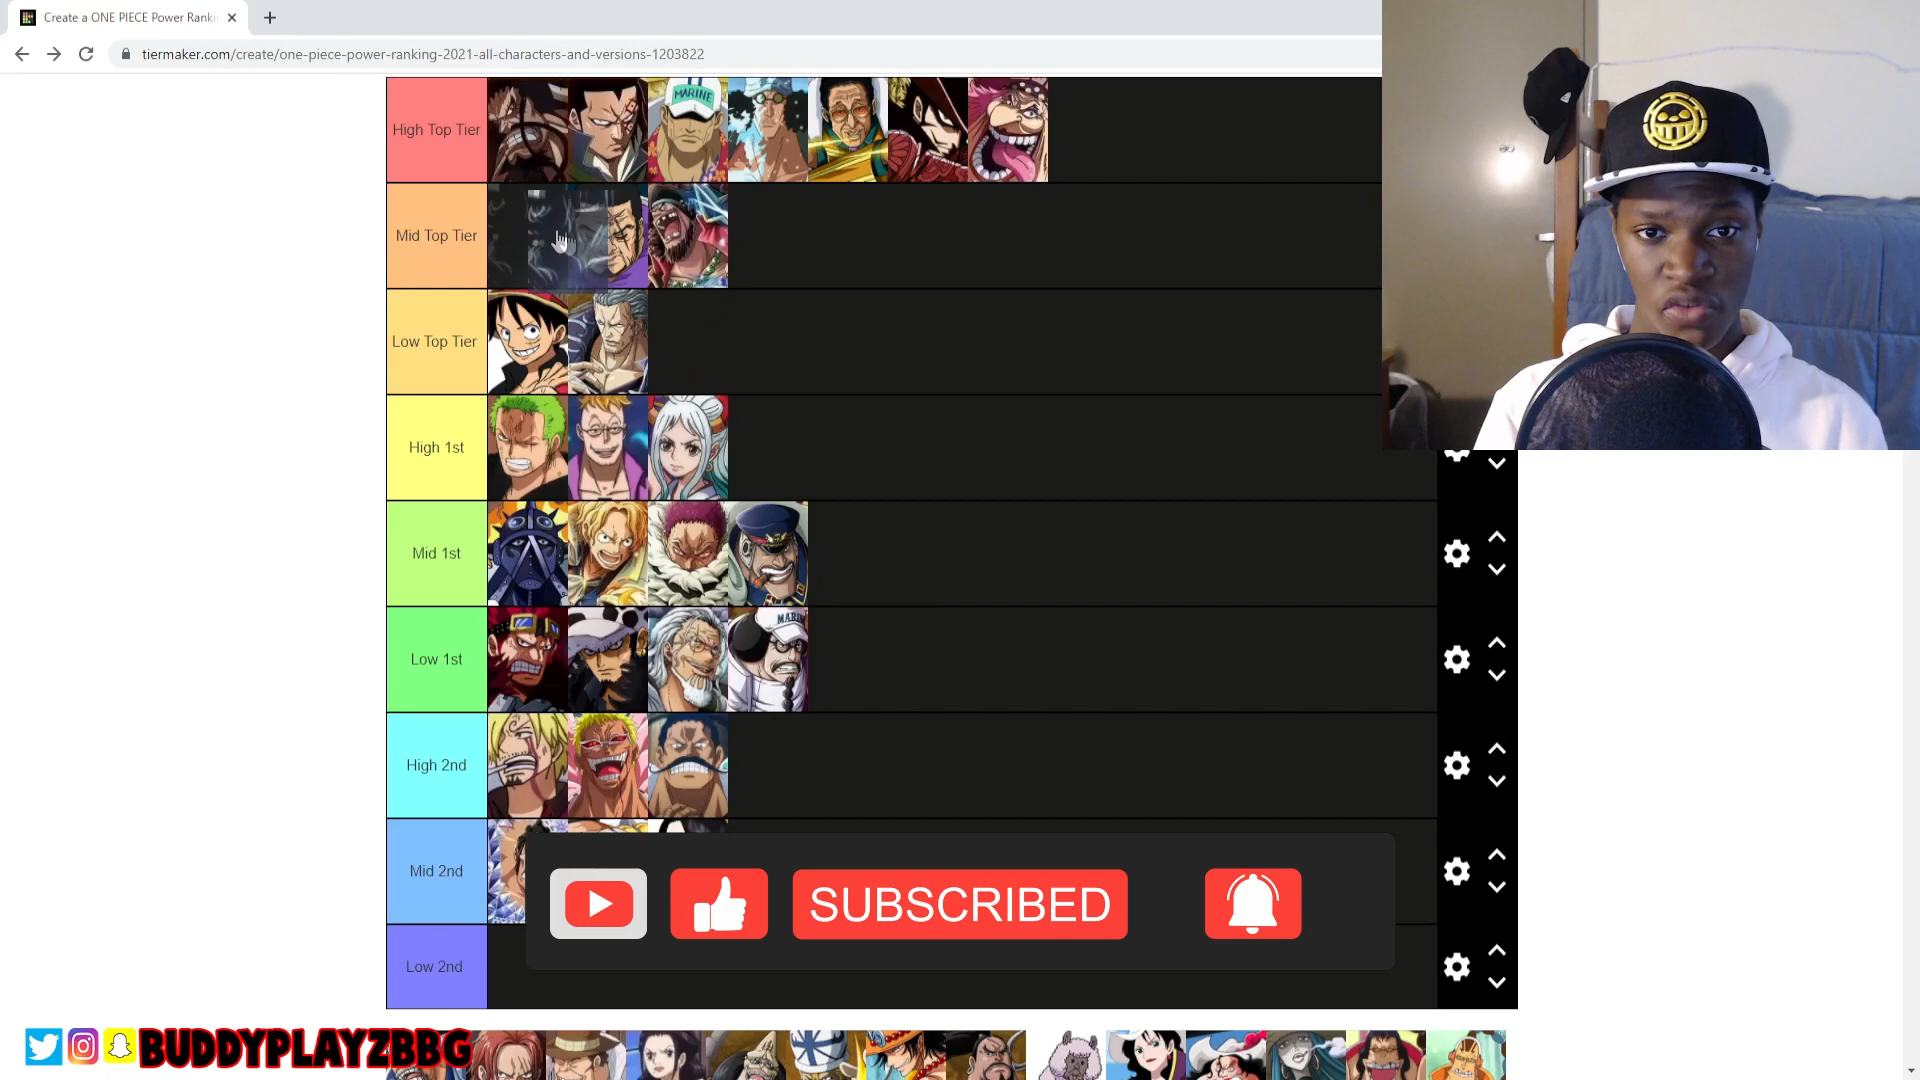 Create a ONE PIECE Power Ranki
tiermaker.com/create/one-piece-power-ranking-2021-all-characters-and-versions-1203822
High Top Tier
MARINE
Mid Top Tier
Low Top Tier
High 1st
Mid 1st
Low 1st
High 2nd
Mid 2nd
SUBSCRIBED
Low 2nd
BUDDYPLAYZBBG